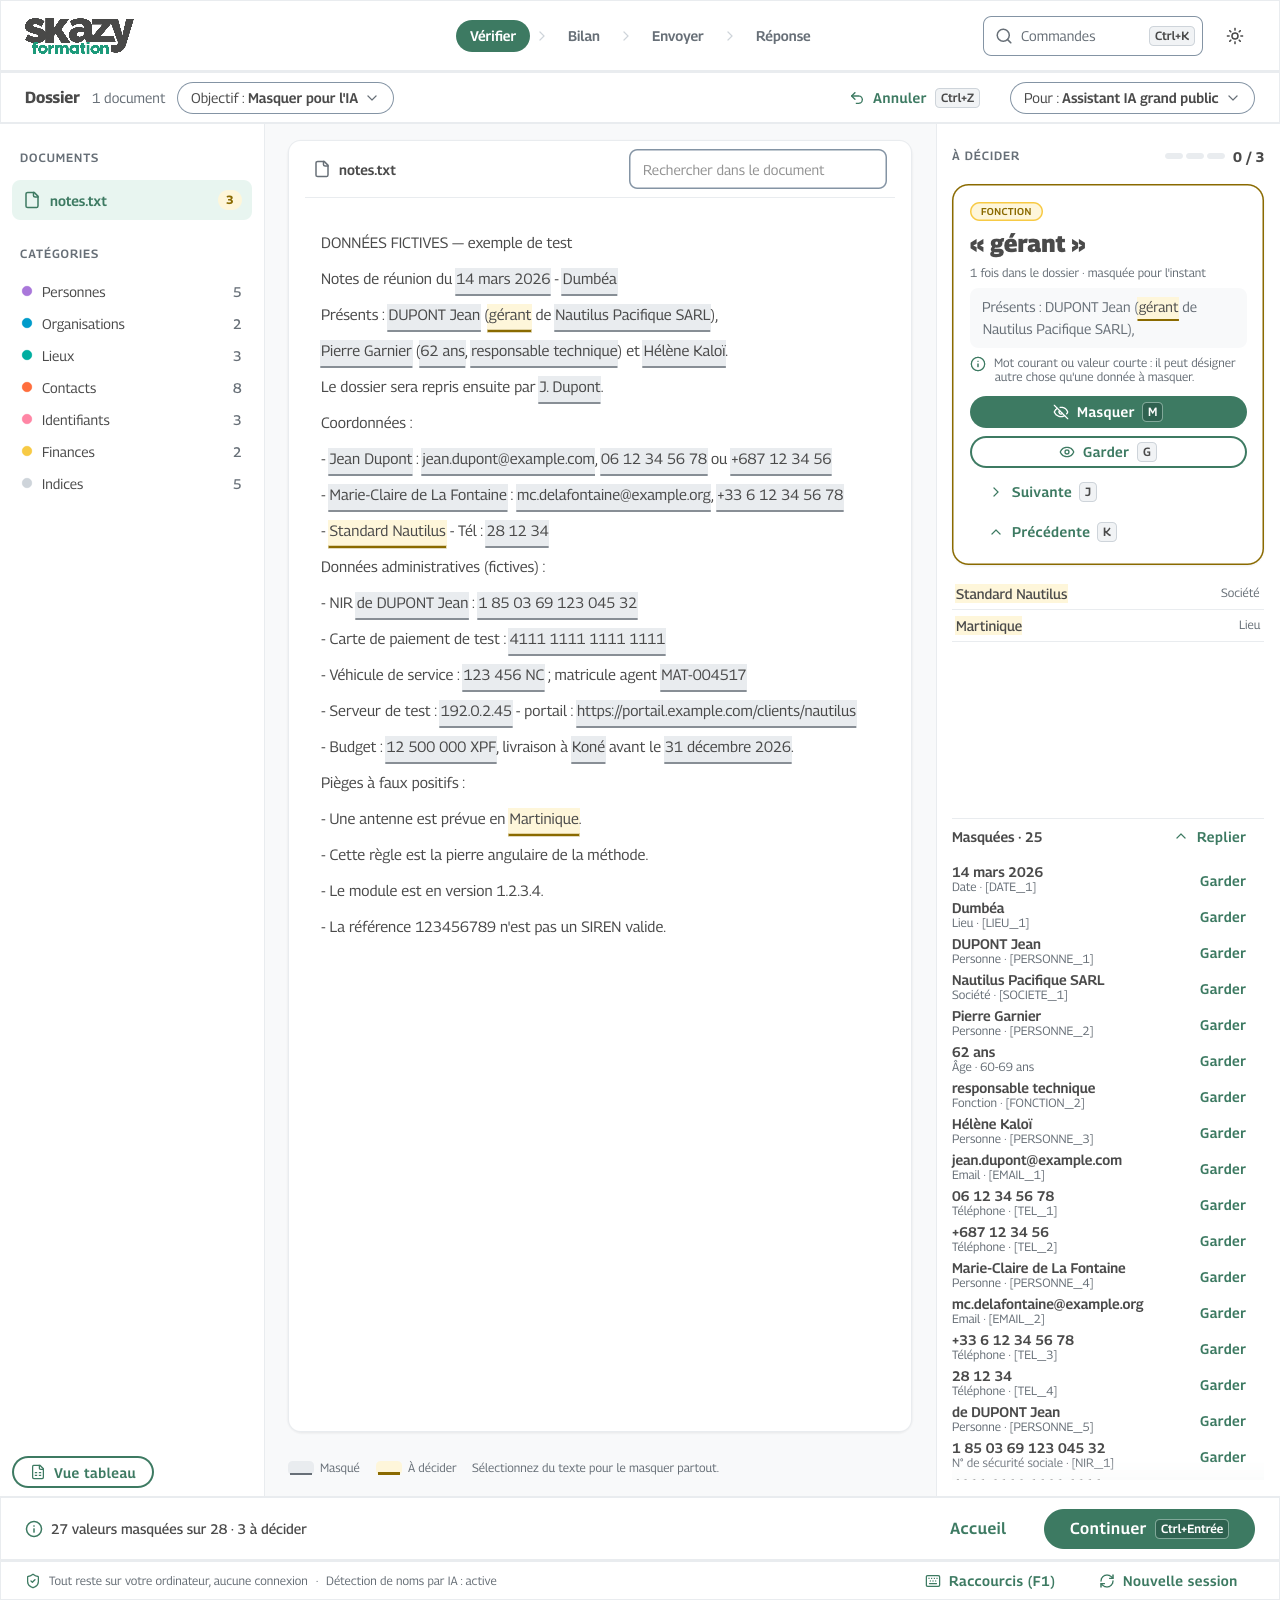 skazy
formation
Vérifier
Bilan
Envoyer
Réponse
Commandes
Ctrl+K
Dossier
1 document
Objectif : Masquer pour l'IA
Annuler
Ctrl+Z
Pour : Assistant IA grand public
DOCUMENTS
notes.txt
3
CATÉGORIES
Personnes 5
Organisations 2
Lieux 3
Contacts 8
Identifiants 3
Finances 2
Indices 5
Vue tableau
notes.txt
Rechercher dans le document
DONNÉES FICTIVES — exemple de test
Notes de réunion du 14 mars 2026 - Dumbéa
Présents : DUPONT Jean (gérant de Nautilus Pacifique SARL),
Pierre Garnier (62 ans, responsable technique) et Hélène Kaloï.
Le dossier sera repris ensuite par J. Dupont.
Coordonnées :
- Jean Dupont : jean.dupont@example.com, 06 12 34 56 78 ou +687 12 34 56
- Marie-Claire de La Fontaine : mc.delafontaine@example.org, +33 6 12 34 56 78
- Standard Nautilus - Tél : 28 12 34
Données administratives (fictives) :
- NIR de DUPONT Jean : 1 85 03 69 123 045 32
- Carte de paiement de test : 4111 1111 1111 1111
- Véhicule de service : 123 456 NC ; matricule agent MAT-004517
- Serveur de test : 192.0.2.45 - portail : https://portail.example.com/clients/nautilus
- Budget : 12 500 000 XPF, livraison à Koné avant le 31 décembre 2026.
Pièges à faux positifs :
- Une antenne est prévue en Martinique.
- Cette règle est la pierre angulaire de la méthode.
- Le module est en version 1.2.3.4.
- La référence 123456789 n'est pas un SIREN valide.
Masqué
À décider
Sélectionnez du texte pour le masquer partout.
À DÉCIDER
0 / 3
FONCTION
« gérant »
1 fois dans le dossier · masquée pour l'instant
Présents : DUPONT Jean (gérant de
Nautilus Pacifique SARL),
Mot courant ou valeur courte : il peut désigner
autre chose qu'une donnée à masquer.
Masquer M
Garder G
Suivante J
Précédente K
Standard Nautilus Société
Martinique Lieu
Masquées · 25
Replier
14 mars 2026
Date · [DATE_1]
Garder
Dumbéa
Lieu · [LIEU_1]
Garder
DUPONT Jean
Personne · [PERSONNE_1]
Garder
Nautilus Pacifique SARL
Société · [SOCIETE_1]
Garder
Pierre Garnier
Personne · [PERSONNE_2]
Garder
62 ans
Âge · 60-69 ans
Garder
responsable technique
Fonction · [FONCTION_2]
Garder
Hélène Kaloï
Personne · [PERSONNE_3]
Garder
jean.dupont@example.com
Email · [EMAIL_1]
Garder
06 12 34 56 78
Téléphone · [TEL_1]
Garder
+687 12 34 56
Téléphone · [TEL_2]
Garder
Marie-Claire de La Fontaine
Personne · [PERSONNE_4]
Garder
mc.delafontaine@example.org
Email · [EMAIL_2]
Garder
+33 6 12 34 56 78
Téléphone · [TEL_3]
Garder
28 12 34
Téléphone · [TEL_4]
Garder
de DUPONT Jean
Personne · [PERSONNE_5]
Garder
1 85 03 69 123 045 32
N° de sécurité sociale · [NIR_1]
Garder
27 valeurs masquées sur 28 · 3 à décider
Accueil
Continuer Ctrl+Entrée
Tout reste sur votre ordinateur, aucune connexion · Détection de noms par IA : active
Raccourcis (F1)
Nouvelle session